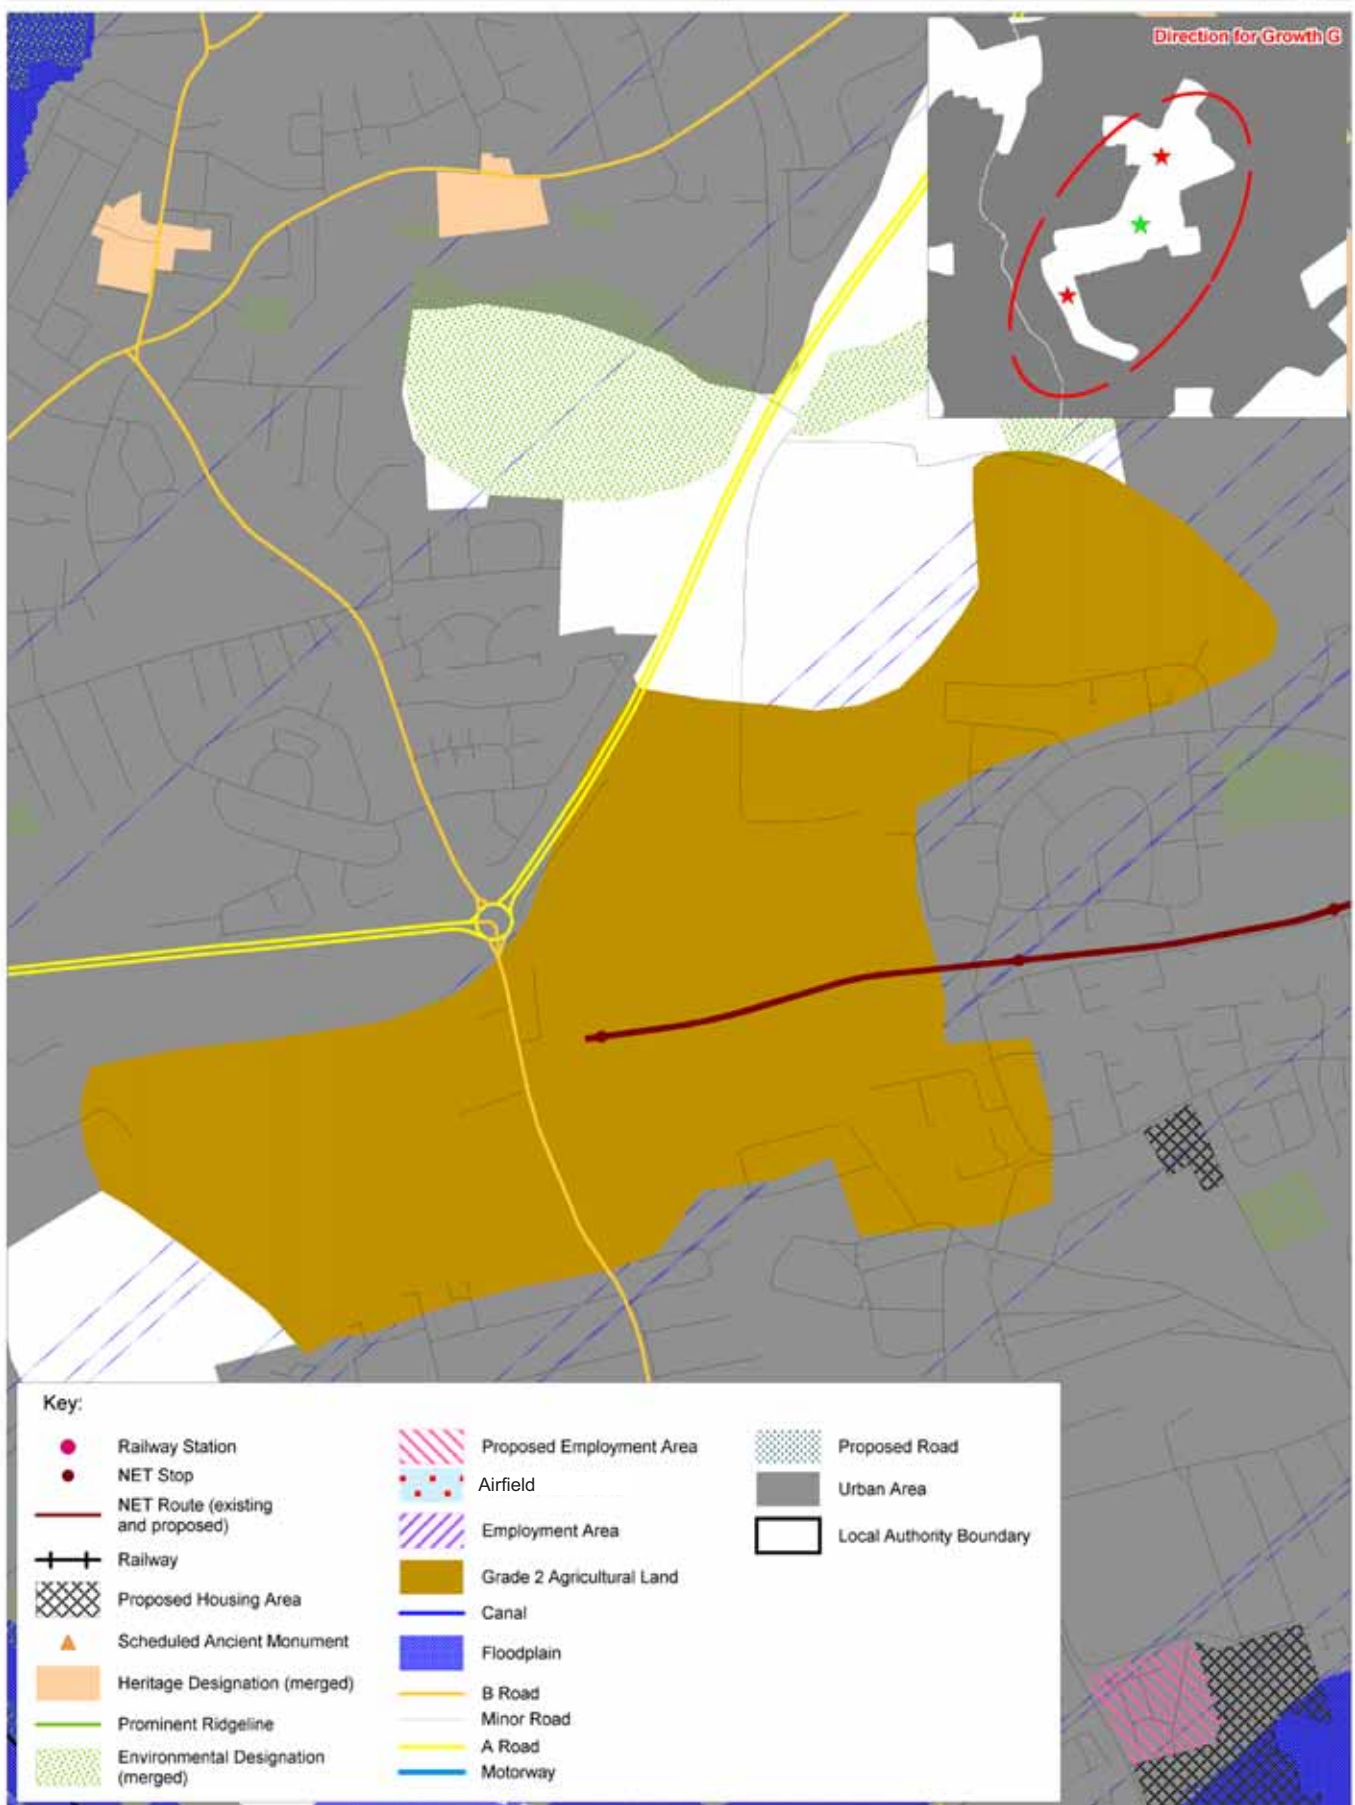 Direction for Growth G
Key:
Railway Station
NET Stop
NET Route (existing
and proposed)
Railway
Proposed Housing Area
Scheduled Ancient Monument
Heritage Designation (merged)
Prominent Ridgeline
Environmental Designation
(merged)
Proposed Employment Area
Airfield
Employment Area
Grade 2 Agricultural Land
Canal
Floodplain
B Road
Minor Road
A Road
Motorway
Proposed Road
Urban Area
Local Authority Boundary